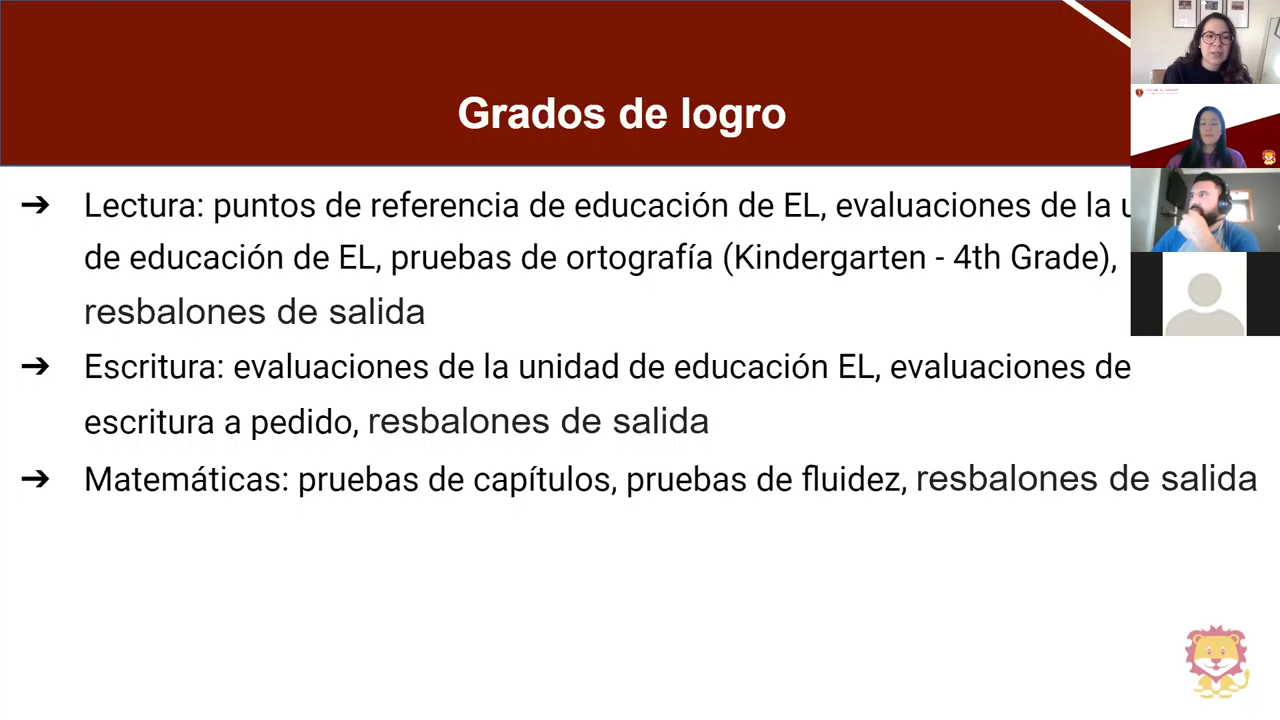 Grados de logro
➔ Lectura: puntos de referencia de educación de EL, evaluaciones de la
de educación de EL, pruebas de ortografía (Kindergarten - 4th Grade),
resbalones de salida
➔ Escritura: evaluaciones de la unidad de educación EL, evaluaciones de
escritura a pedido, resbalones de salida
➔ Matemáticas: pruebas de capítulos, pruebas de fluidez, resbalones de salida